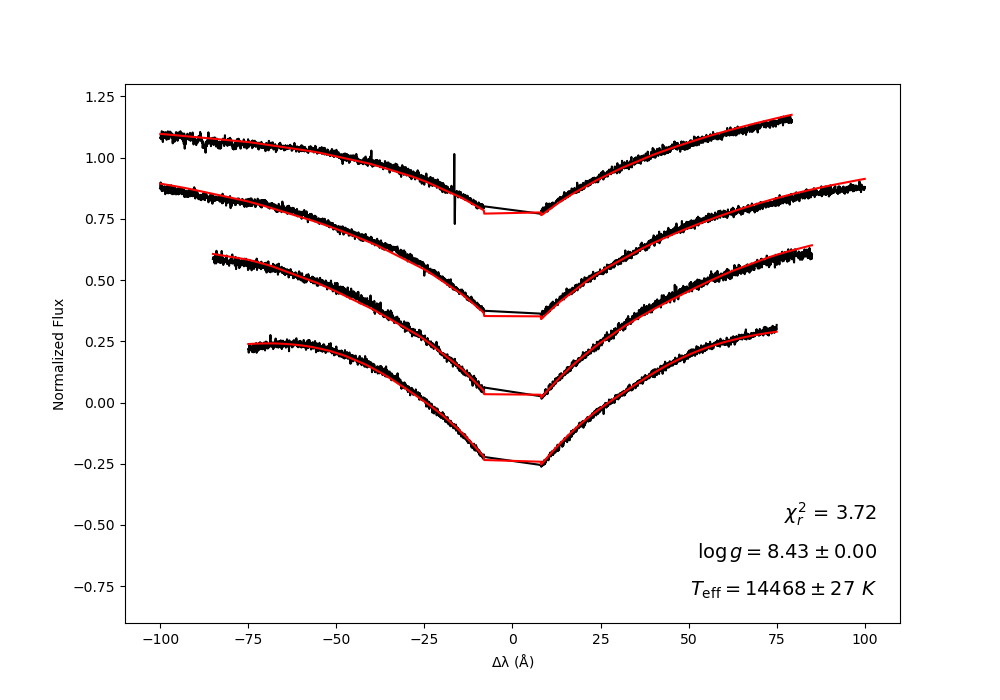 1.25
1.00
0.75
0.50
0.25
0.00
−0.25
−0.50
−0.75
Normalized Flux
χ²ᵣ = 3.72
log g = 8.43 ± 0.00
T_eff = 14468 ± 27 K
−100 −75 −50 −25 0 25 50 75 100
Δλ (Å)